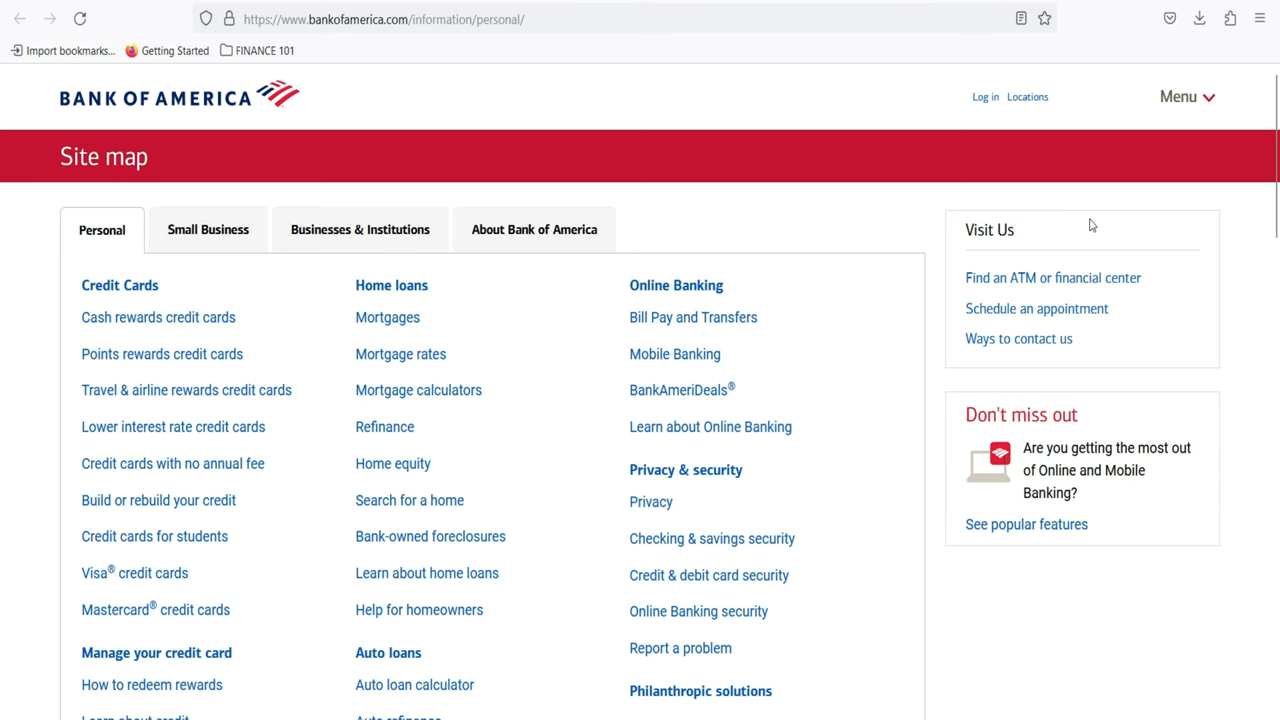 https://www.bankofamerica.com/information/personal/
Import bookmarks...
Getting Started
FINANCE 101
BANK OF AMERICA
Log in
Locations
Menu
Site map
Personal
Small Business
Businesses & Institutions
About Bank of America
Credit Cards
Cash rewards credit cards
Points rewards credit cards
Travel & airline rewards credit cards
Lower interest rate credit cards
Credit cards with no annual fee
Build or rebuild your credit
Credit cards for students
Visa® credit cards
Mastercard® credit cards
Manage your credit card
How to redeem rewards
Learn about credit
Home loans
Mortgages
Mortgage rates
Mortgage calculators
Refinance
Home equity
Search for a home
Bank-owned foreclosures
Learn about home loans
Help for homeowners
Auto loans
Auto loan calculator
Auto refinance
Online Banking
Bill Pay and Transfers
Mobile Banking
BankAmeriDeals®
Learn about Online Banking
Privacy & security
Privacy
Checking & savings security
Credit & debit card security
Online Banking security
Report a problem
Philanthropic solutions
Visit Us
Find an ATM or financial center
Schedule an appointment
Ways to contact us
Don't miss out
Are you getting the most out
of Online and Mobile
Banking?
See popular features